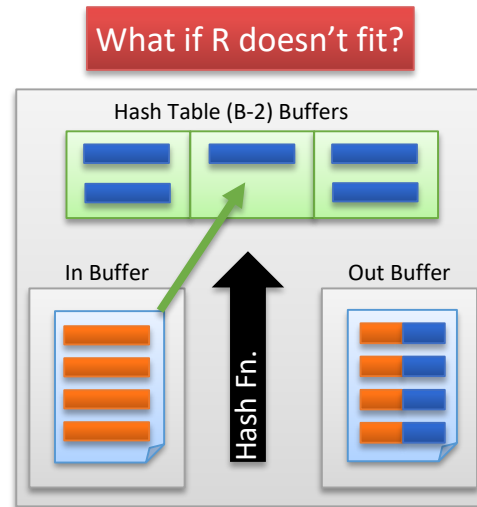 What if R doesn’t fit?
Hash Table (B-2) Buffers
In Buffer
Out Buffer
Hash Fn.